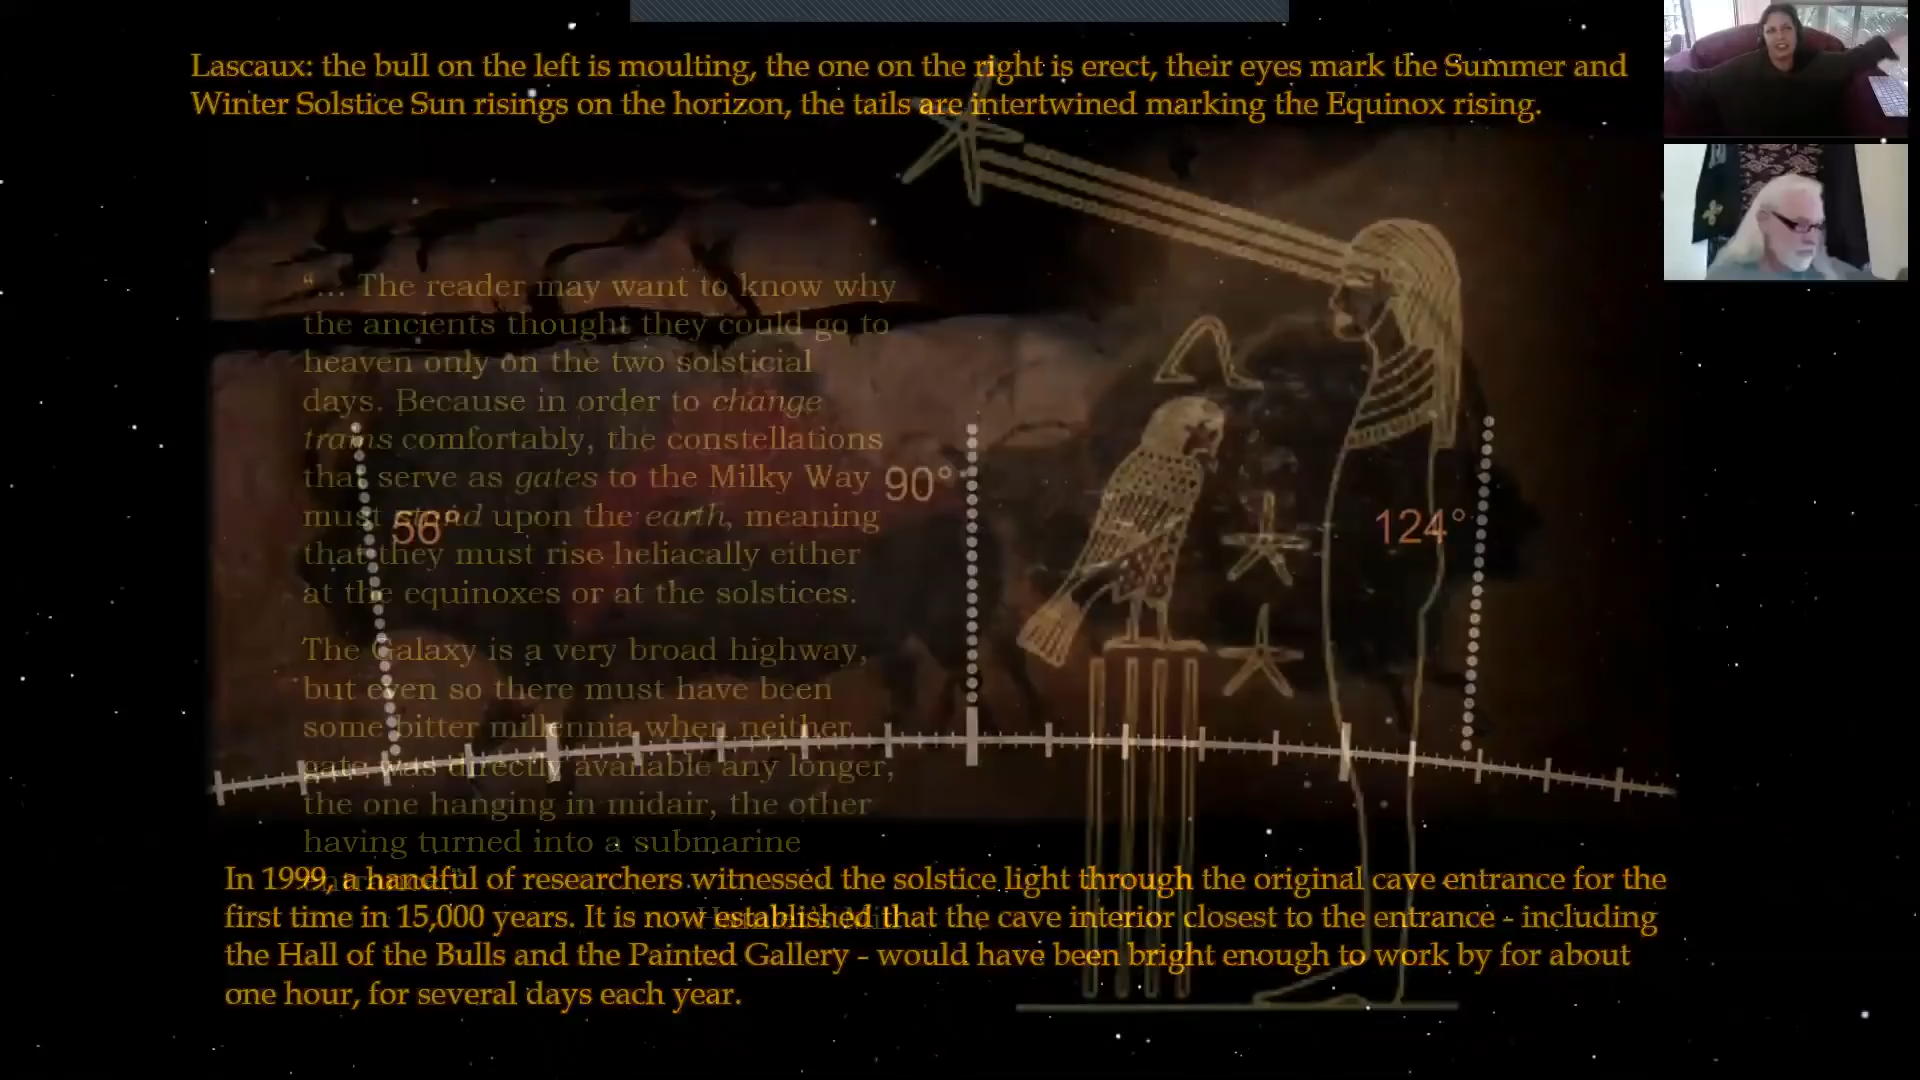 Lascaux: the bull on the left is moulting, the one on the right is erect, their eyes mark the Summer and
Winter Solstice Sun risings on the horizon, the tails are intertwined marking the Equinox rising.
“... The reader may want to know why
the ancients thought they could go to
heaven only on the two solsticial
days. Because in order to change
trains comfortably, the constellations
that serve as gates to the Milky Way
must stand upon the earth, meaning
that they must rise heliacally either
at the equinoxes or at the solstices.
The Galaxy is a very broad highway,
but even so there must have been
some bitter millennia when neither
gate was directly available any longer,
the one hanging in midair, the other
having turned into a submarine
56°
90°
124°
In 1999, a handful of researchers witnessed the solstice light through the original cave entrance for the
first time in 15,000 years. It is now established that the cave interior closest to the entrance - including
the Hall of the Bulls and the Painted Gallery - would have been bright enough to work by for about
one hour, for several days each year.